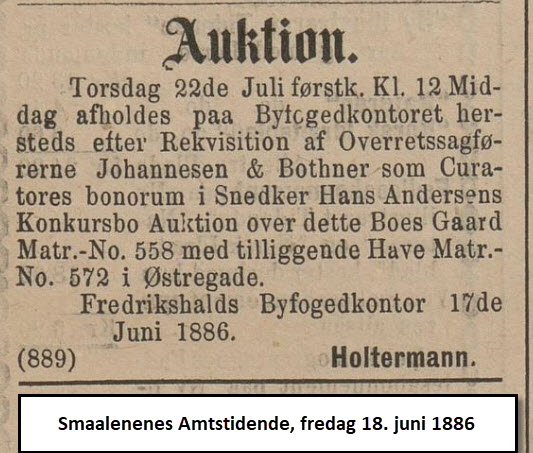 Auktion.
Torsdag 22de Juli førstk. Kl. 12 Mid-
dag afholdes paa Byfogedkontoret her-
steds efter Rekvisition af Overretssagfø-
rerne Johannesen & Bothner som Cura-
tores bonorum i Snedker Hans Andersens
Konkursbo Auktion over dette Boes Gaard
Matr.-No. 558 med tilliggende Have Matr.-
No. 572 i Østregade.
Fredrikshalds Byfogedkontor 17de
Juni 1886.
(889) Holtermann.
Smaalenenes Amtstidende, fredag 18. juni 1886